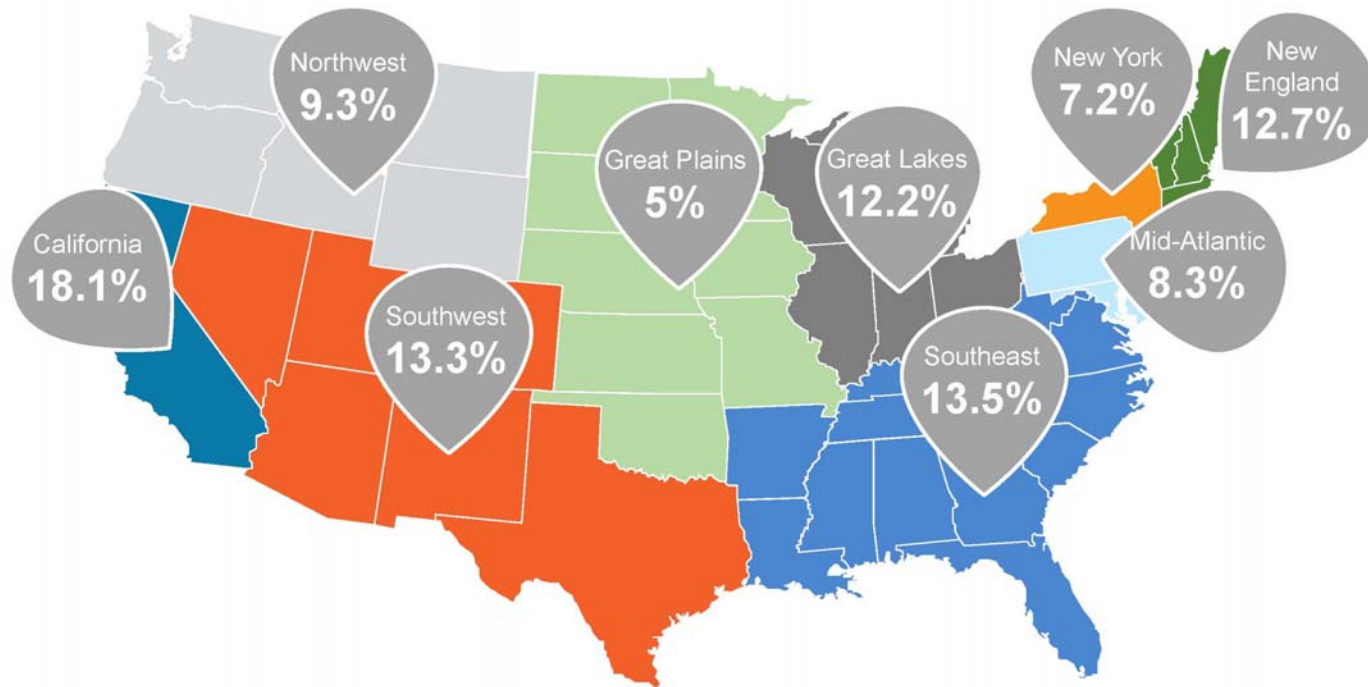 Northwest
9.3%
New York
7.2%
New
England
12.7%
Great Plains
5%
Great Lakes
12.2%
California
18.1%
Mid-Atlantic
8.3%
Southwest
13.3%
Southeast
13.5%